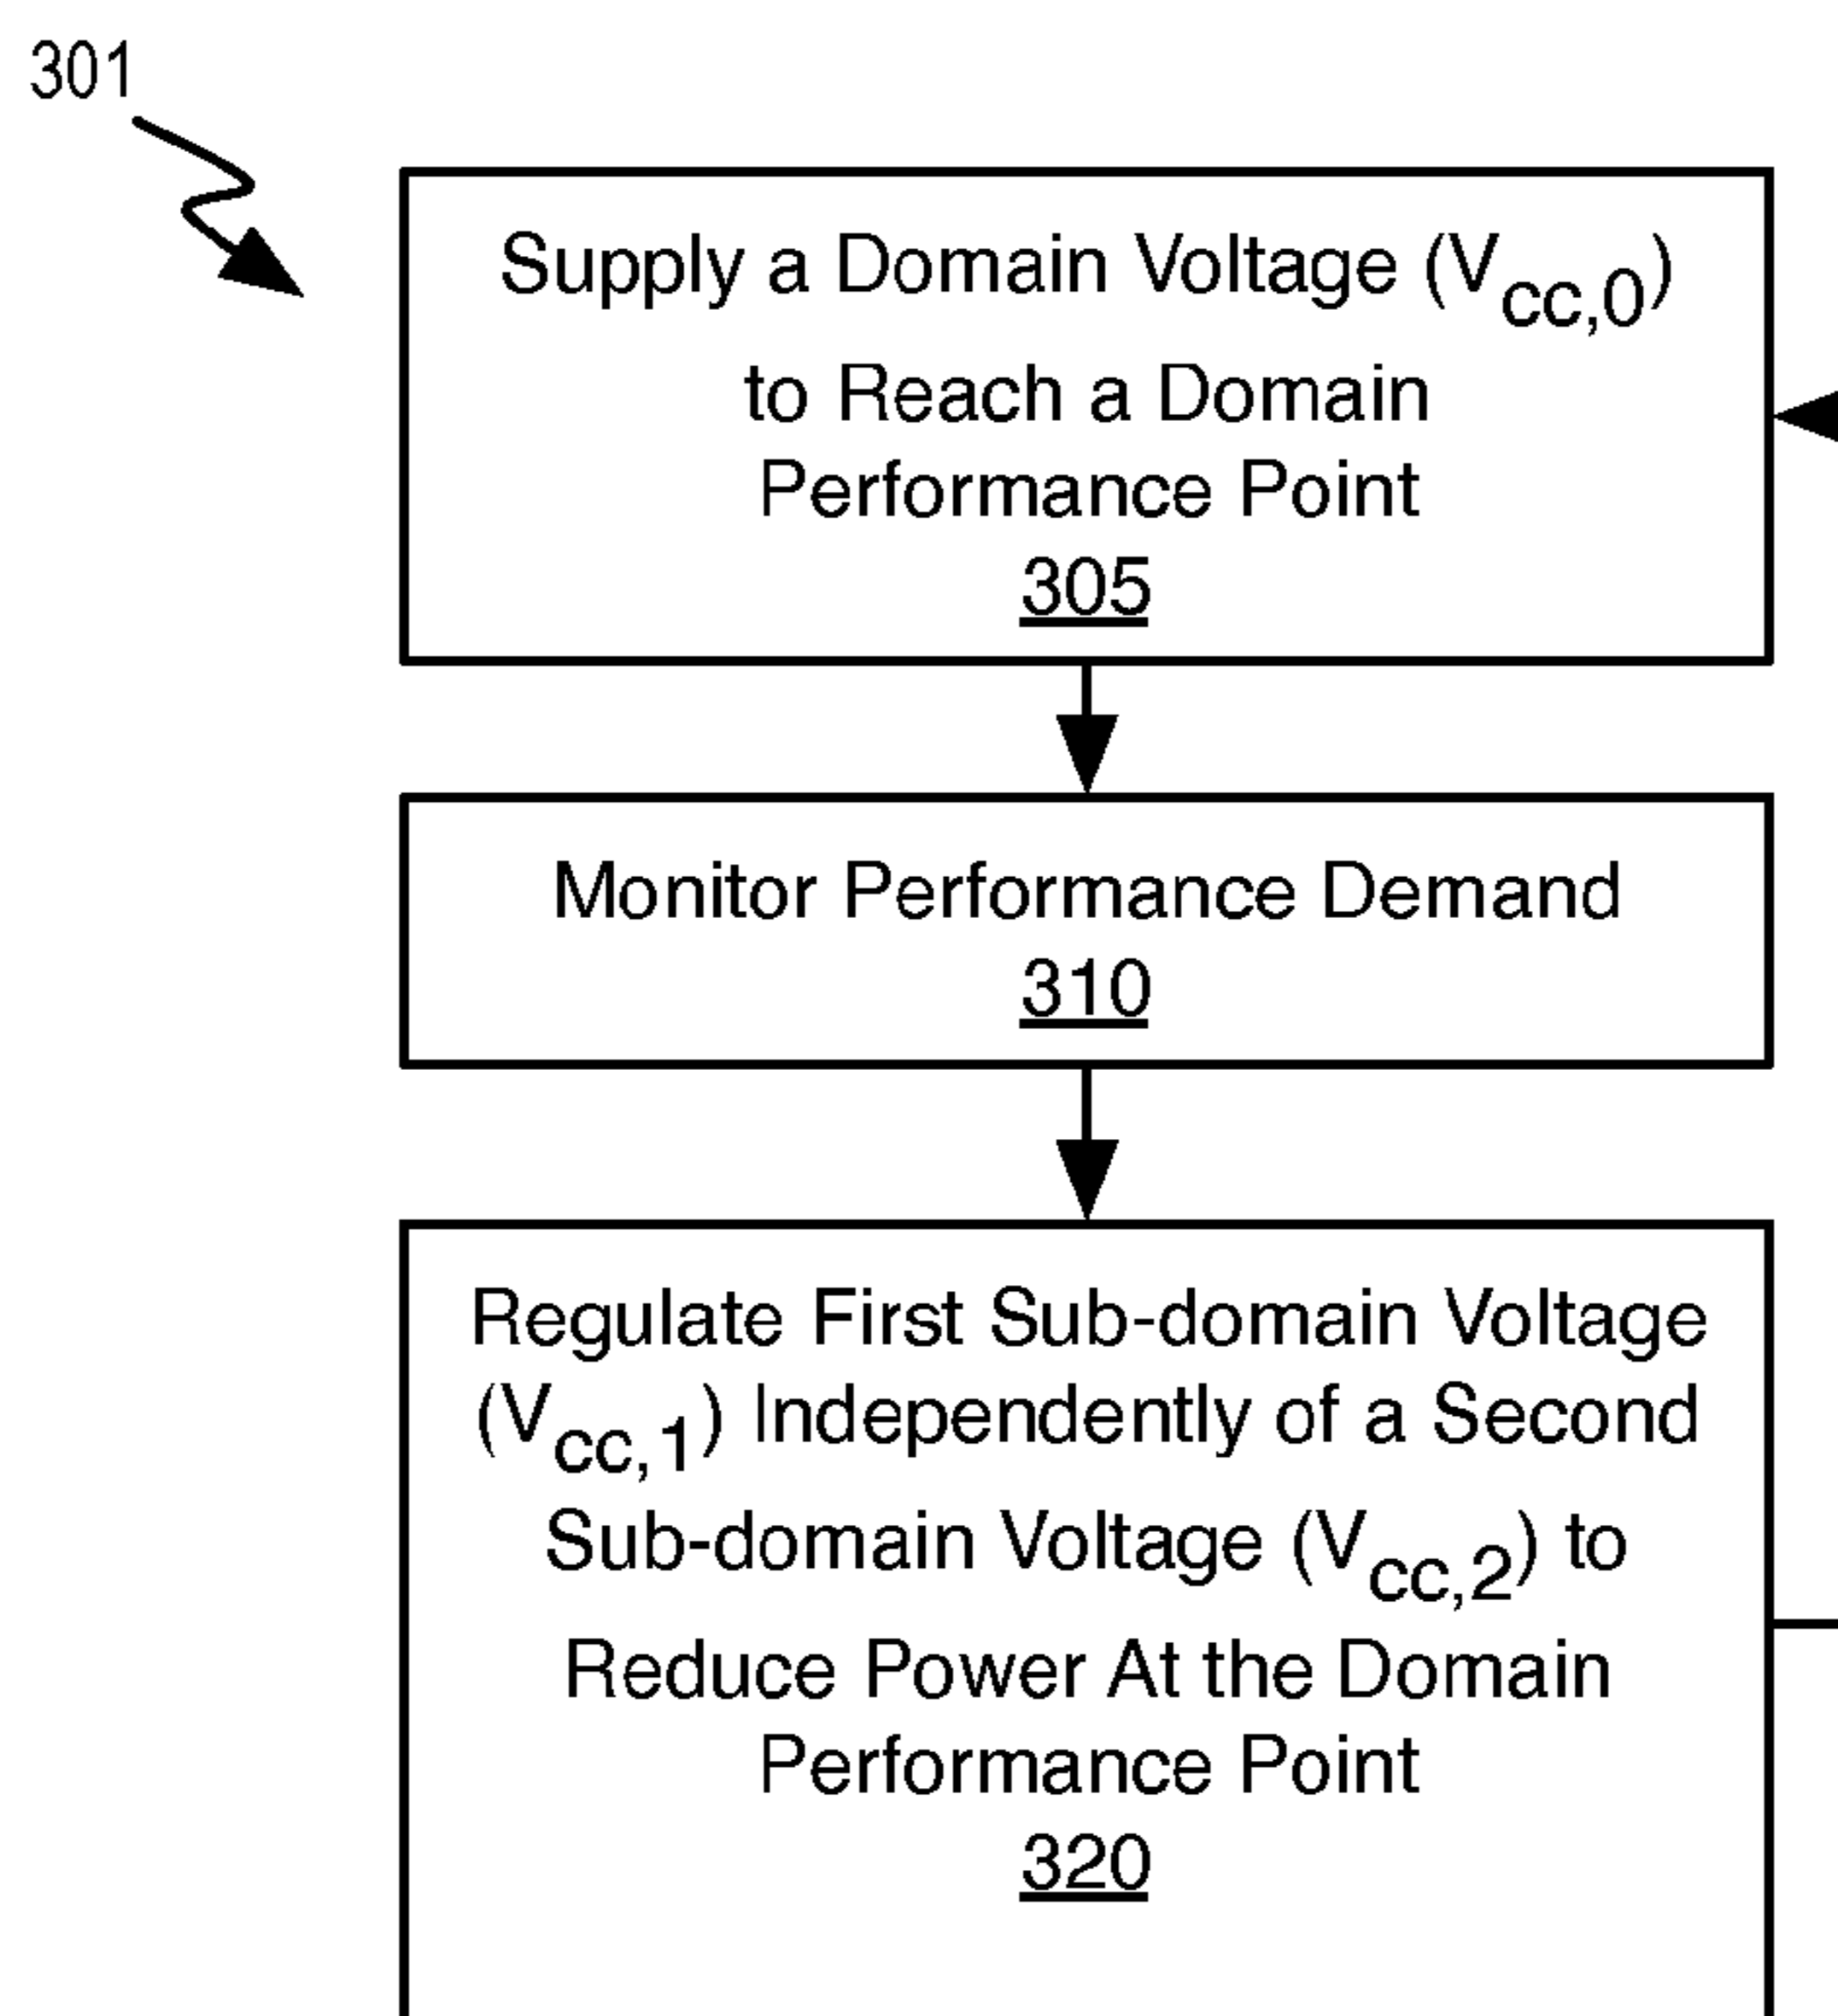 301
Supply a Domain Voltage (Vcc,0)
to Reach a Domain
Performance Point
305
Monitor Performance Demand
310
Regulate First Sub-domain Voltage
(Vcc,1) Independently of a Second
Sub-domain Voltage (Vcc,2) to
Reduce Power At the Domain
Performance Point
320